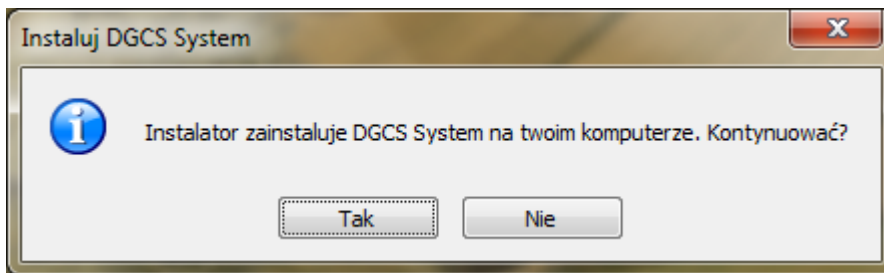 Instaluj DGCS System
Instalator zainstaluje DGCS System na twoim komputerze. Kontynuować?
Tak
Nie